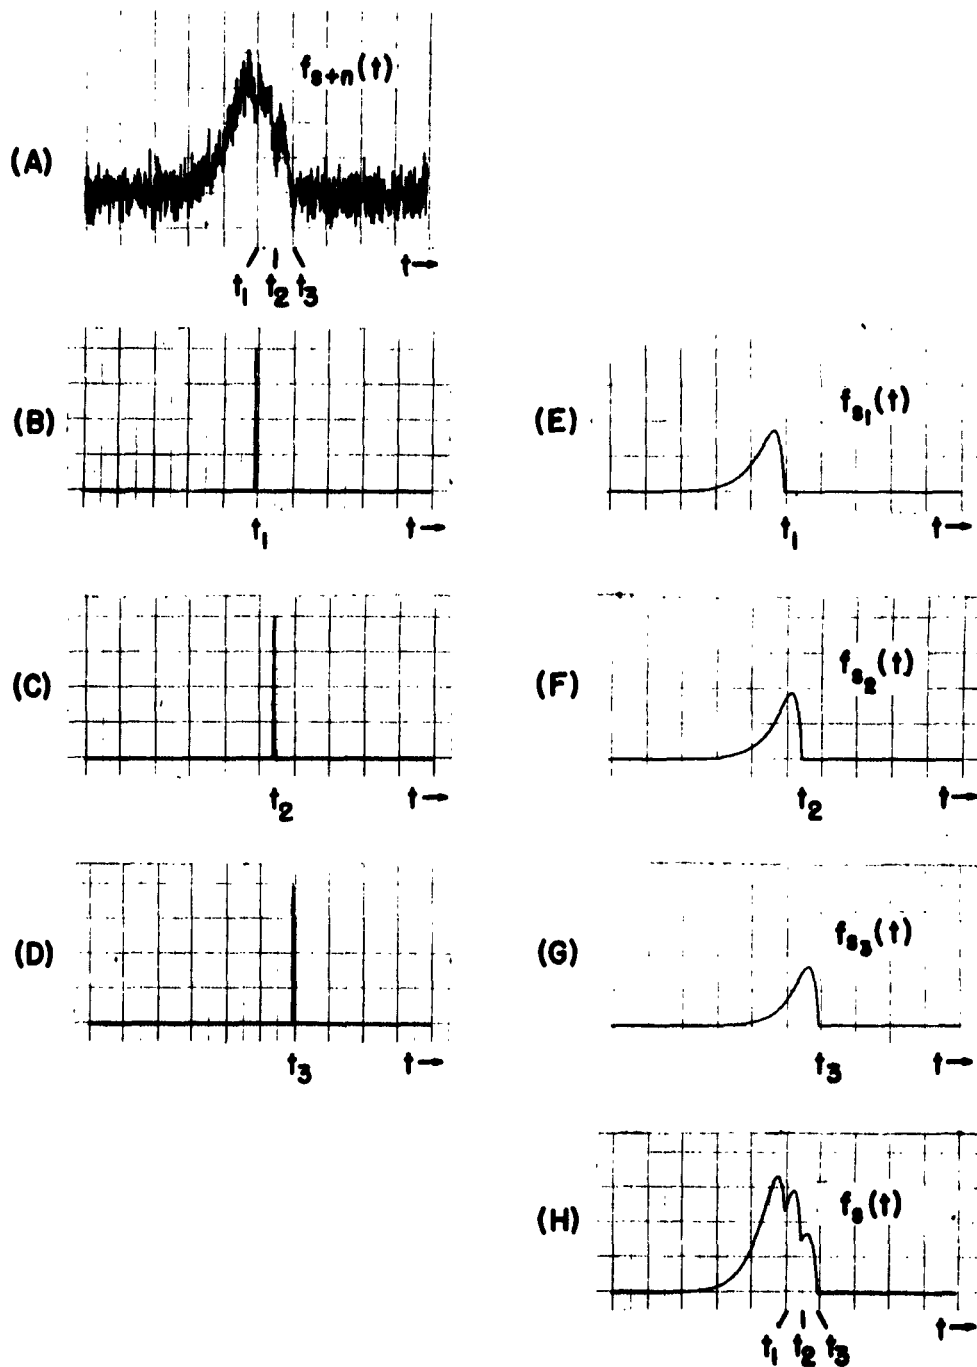 (A)
f_{s+n}(t)
t→
t_1 t_2 t_3
(B)
t_1
t→
(E)
f_{s_1}(t)
t_1
t→
(C)
t_2
t→
(F)
f_{s_2}(t)
t_2
t→
(D)
t_3
t→
(G)
f_{s_3}(t)
t_3
t→
(H)
f_s(t)
t→
t_1 t_2 t_3